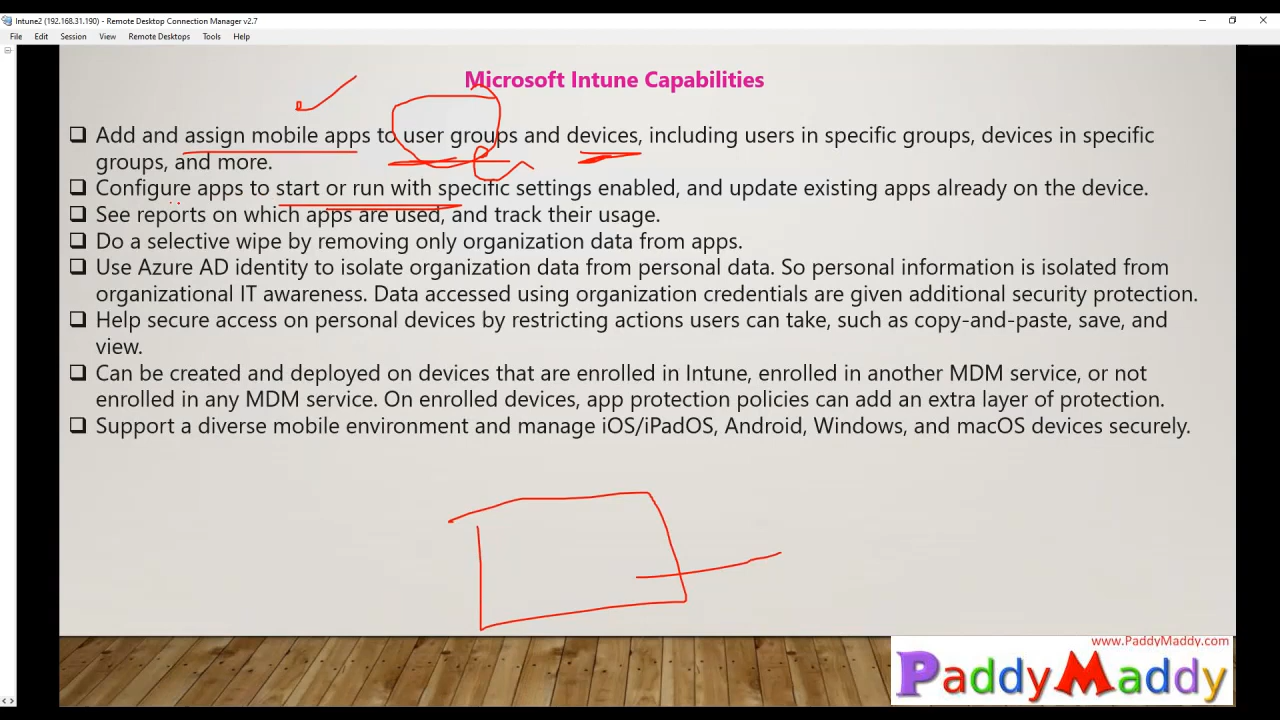 Intune2 (192.168.31.190) - Remote Desktop Connection Manager v2.7
File Edit Session View Remote Desktops Tools Help
Microsoft Intune Capabilities
Add and assign mobile apps to user groups and devices, including users in specific groups, devices in specific
groups, and more.
Configure apps to start or run with specific settings enabled, and update existing apps already on the device.
See reports on which apps are used, and track their usage.
Do a selective wipe by removing only organization data from apps.
Use Azure AD identity to isolate organization data from personal data. So personal information is isolated from
organizational IT awareness. Data accessed using organization credentials are given additional security protection.
Help secure access on personal devices by restricting actions users can take, such as copy-and-paste, save, and
view.
Can be created and deployed on devices that are enrolled in Intune, enrolled in another MDM service, or not
enrolled in any MDM service. On enrolled devices, app protection policies can add an extra layer of protection.
Support a diverse mobile environment and manage iOS/iPadOS, Android, Windows, and macOS devices securely.
www.PaddyMaddy.com
PaddyMaddy